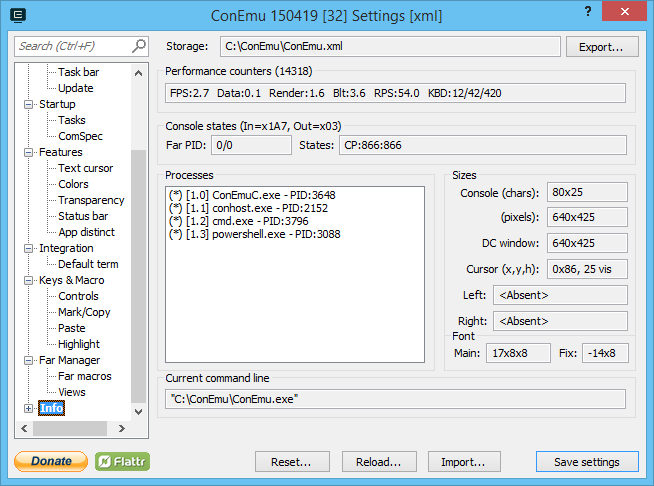 ConEmu 150419 [32] Settings [xml]
?
Search (Ctrl+F)
Storage:
C:\ConEmu\ConEmu.xml
Export...
Task bar
Update
Startup
Tasks
ComSpec
Features
Text cursor
Colors
Transparency
Status bar
App distinct
Integration
Default term
Keys & Macro
Controls
Mark/Copy
Paste
Highlight
Far Manager
Far macros
Views
Info
Performance counters (14318)
FPS:2.7 Data:0.1 Render:1.6 Blt:3.6 RPS:54.0 KBD:12/42/420
Console states (In=x1A7, Out=x03)
Far PID: 0/0 States: CP:866:866
Processes
(*) [1.0] ConEmuC.exe - PID:3648
(*) [1.1] conhost.exe - PID:2152
(*) [1.2] cmd.exe - PID:3796
(*) [1.3] powershell.exe - PID:3088
Sizes
Console (chars): 80x25
(pixels): 640x425
DC window: 640x425
Cursor (x,y,h): 0x86, 25 vis
Left: <Absent>
Right: <Absent>
Font
Main: 17x8x8 Fix: -14x8
Current command line
"C:\ConEmu\ConEmu.exe"
Donate
Flattr
Reset...
Reload...
Import...
Save settings